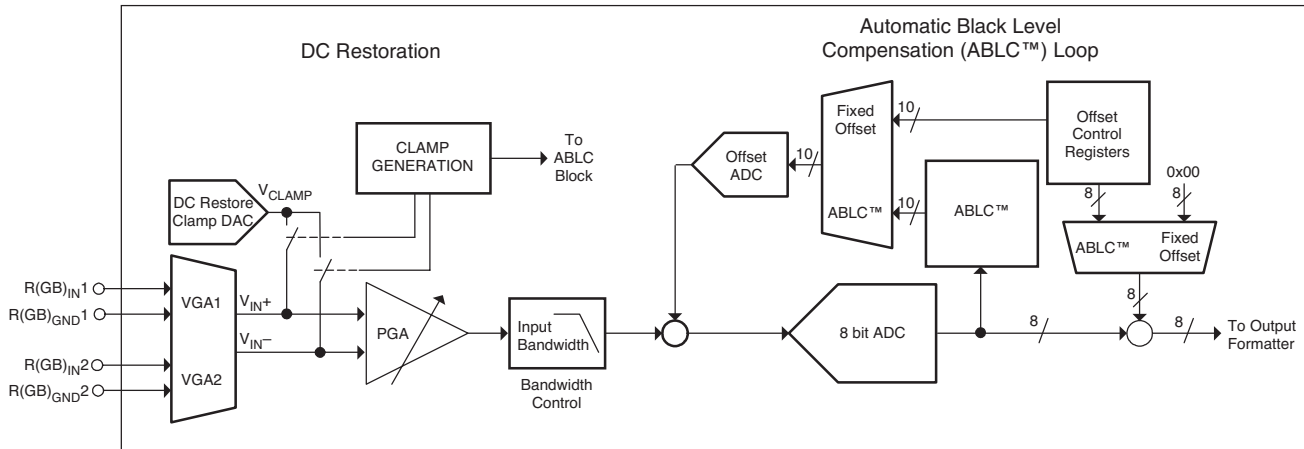 DC Restoration
Automatic Black Level
Compensation (ABLC™) Loop
CLAMP
GENERATION
To
ABLC
Block
DC Restore
Clamp DAC
VCLAMP
Offset
ADC
10
Fixed
Offset
ABLC™
10
10
ABLC™
Offset
Control
Registers
8
0x00
8
ABLC™
Fixed
Offset
8
R(GB)IN1
R(GB)GND1
R(GB)IN2
R(GB)GND2
VGA1
VGA2
VIN+
VIN−
PGA
Input
Bandwidth
Bandwidth
Control
8 bit ADC
8
8
To Output
Formatter